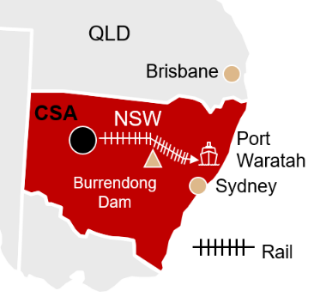 QLD
Brisbane
CSA
NSW
Port
Waratah
Burrendong
Dam
Sydney
Rail